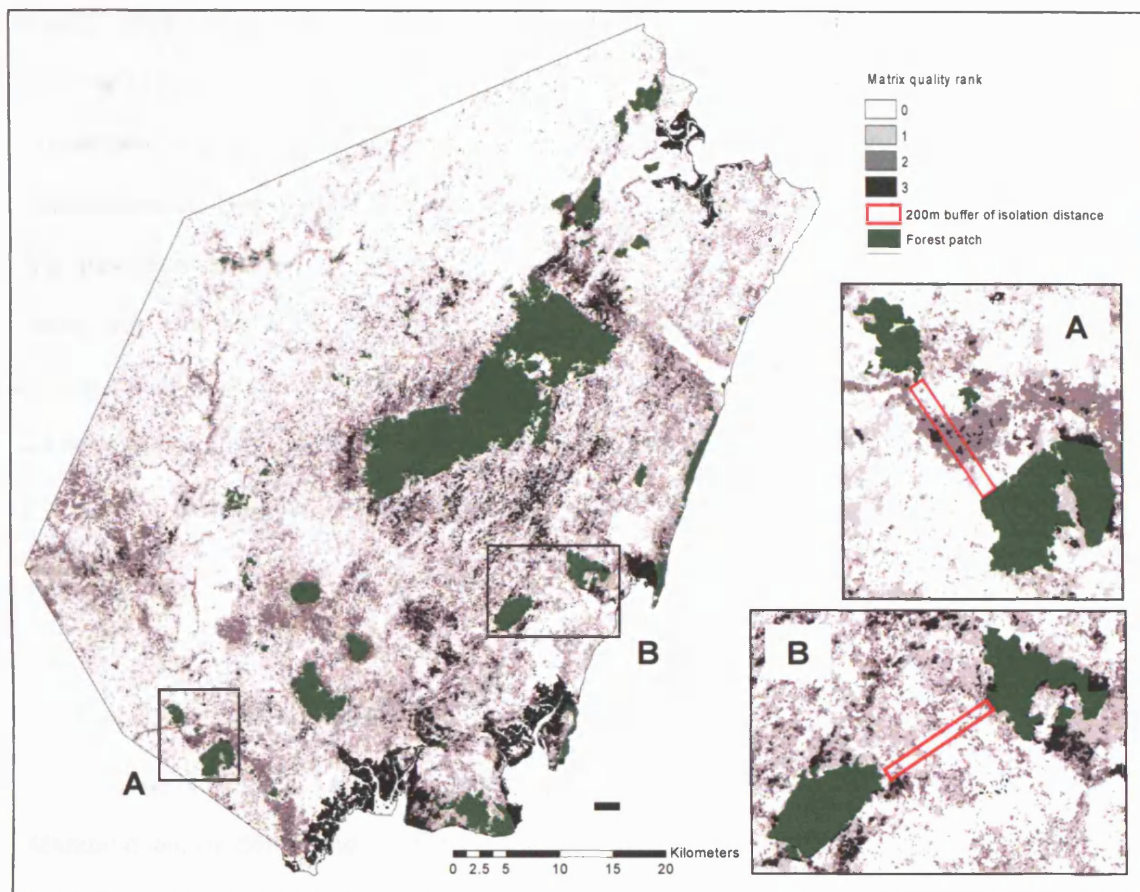 Matrix quality rank
0
1
2
3
200m buffer of isolation distance
Forest patch
A
B
B
A
Kilometers
0 2.5 5 10 15 20